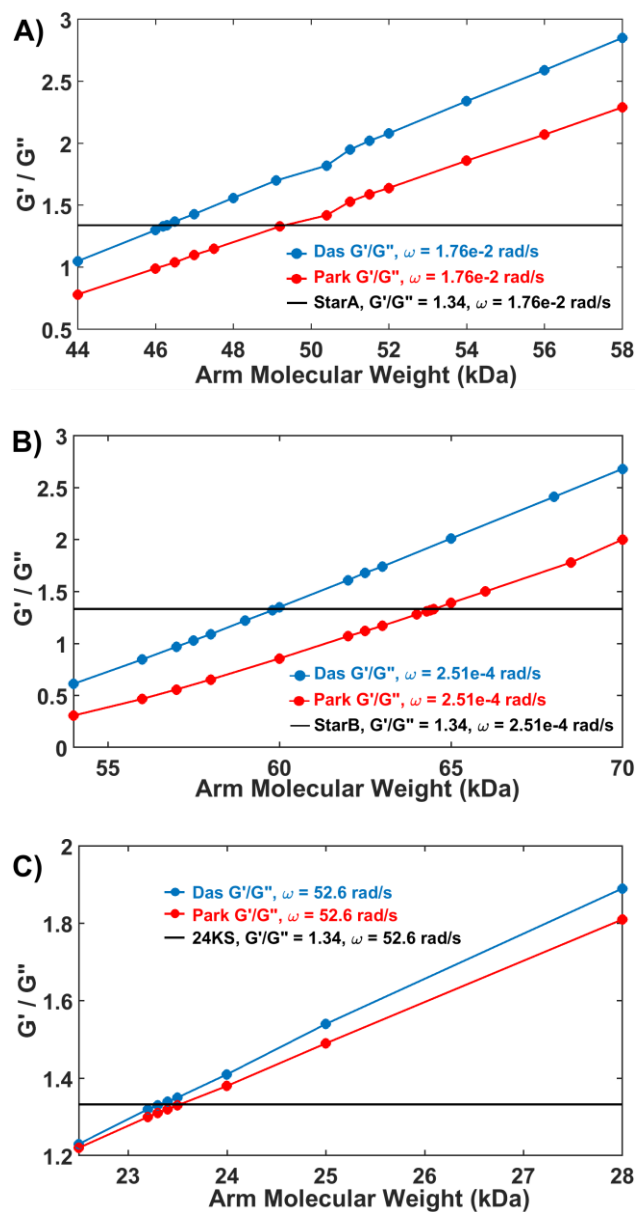 A)
3
2.5
2
1.5
1
0.5
G' / G"
Das G'/G", ω = 1.76e-2 rad/s
Park G'/G", ω = 1.76e-2 rad/s
StarA, G'/G" = 1.34, ω = 1.76e-2 rad/s
44 46 48 50 52 54 56 58
Arm Molecular Weight (kDa)
B)
3
2.5
2
1.5
1
0.5
0
G' / G"
Das G'/G", ω = 2.51e-4 rad/s
Park G'/G", ω = 2.51e-4 rad/s
StarB, G'/G" = 1.34, ω = 2.51e-4 rad/s
55 60 65 70
Arm Molecular Weight (kDa)
C)
2
1.8
1.6
1.4
1.2
G' / G"
Das G'/G", ω = 52.6 rad/s
Park G'/G", ω = 52.6 rad/s
24KS, G'/G" = 1.34, ω = 52.6 rad/s
23 24 25 26 27 28
Arm Molecular Weight (kDa)